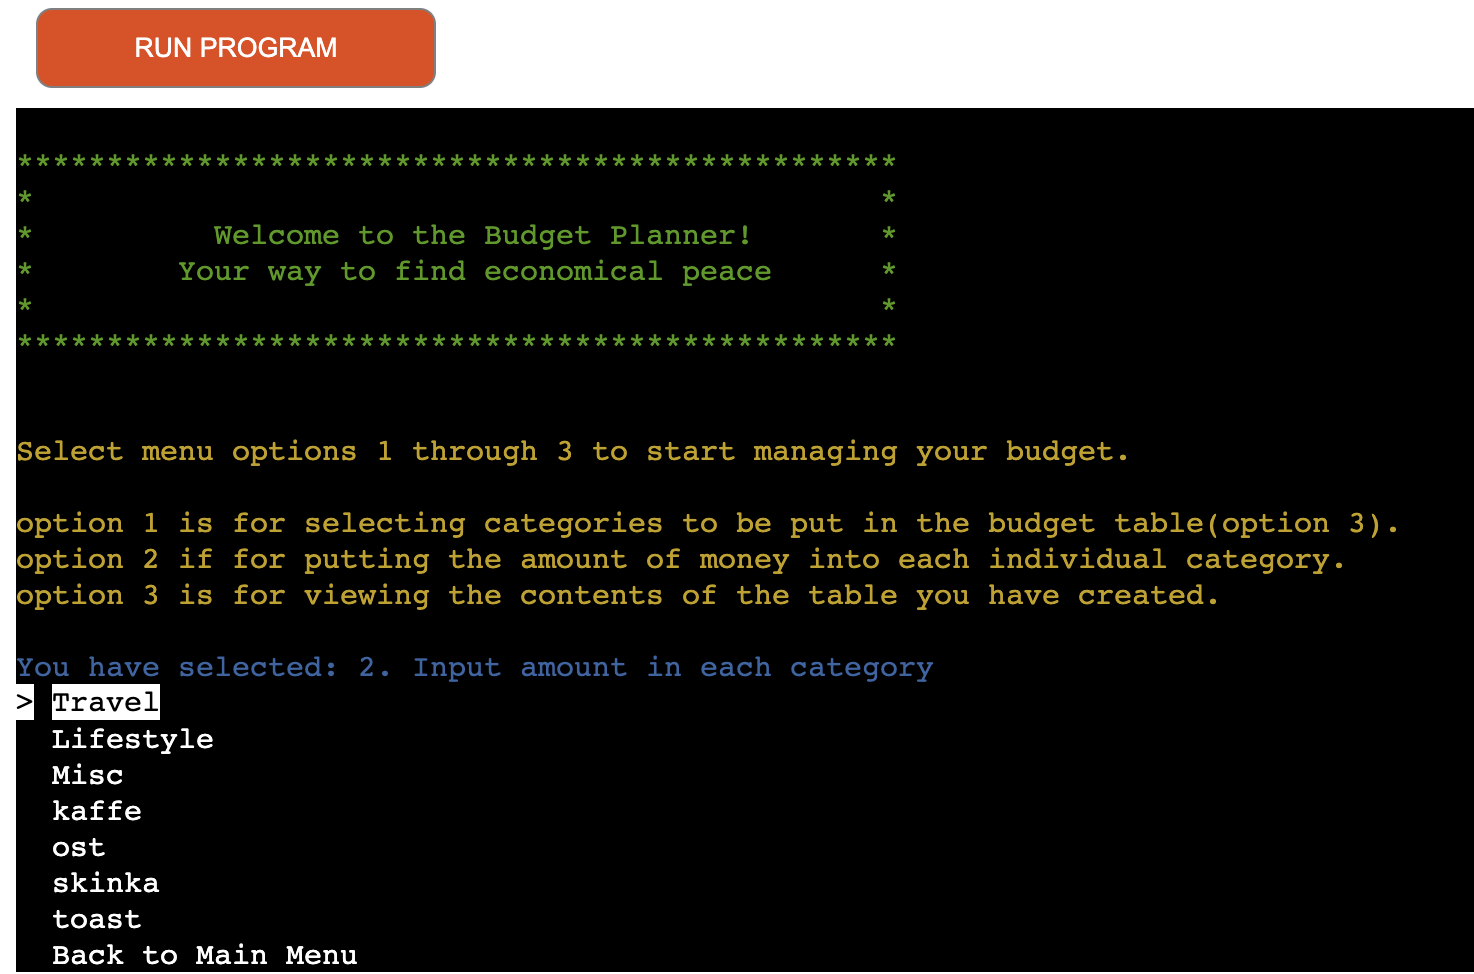 RUN PROGRAM
*************************************************
* *
* Welcome to the Budget Planner! *
* Your way to find economical peace *
* *
*************************************************
Select menu options 1 through 3 to start managing your budget.
option 1 is for selecting categories to be put in the budget table(option 3).
option 2 if for putting the amount of money into each individual category.
option 3 is for viewing the contents of the table you have created.
You have selected: 2. Input amount in each category
> Travel
Lifestyle
Misc
kaffe
ost
skinka
toast
Back to Main Menu